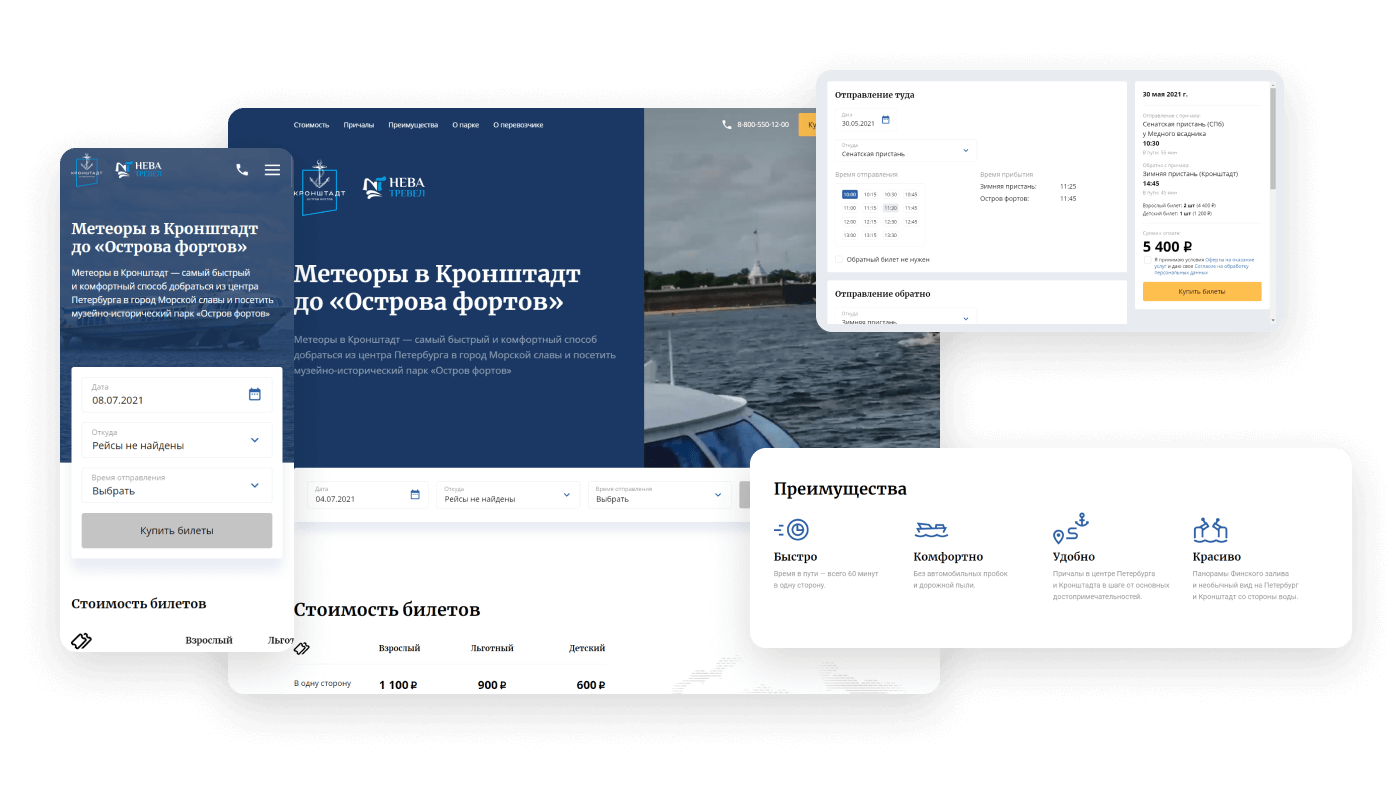 Стоимость Причалы Преимущества О парке О перевозчике
8-800-550-12-00
КРОНШТАДТ
ОСТРОВ ФОРТОВ
НЕВА
ТРЕВЕЛ
Метеоры в Кронштадт
до «Острова фортов»
Метеоры в Кронштадт — самый быстрый и комфортный способ
добраться из центра Петербурга в город Морской славы и посетить
музейно-исторический парк «Остров фортов»
Дата
04.07.2021
Откуда
Рейсы не найдены
Время отправления
Выбрать
Стоимость билетов
Взрослый Льготный Детский
В одну сторону 1 100 ₽ 900 ₽ 600 ₽
КРОНШТАДТ
НЕВА
ТРЕВЕЛ
Метеоры в Кронштадт
до «Острова фортов»
Метеоры в Кронштадт — самый быстрый
и комфортный способ добраться из центра
Петербурга в город Морской славы и посетить
музейно-исторический парк «Остров фортов»
Дата
08.07.2021
Откуда
Рейсы не найдены
Время отправления
Выбрать
Купить билеты
Стоимость билетов
Взрослый Льгот
Отправление туда
Дата
30.05.2021
Откуда
Сенатская пристань
Время отправления
10:00 10:15 10:30 10:45
11:00 11:15 11:30 11:45
12:00 12:15 12:30 12:45
13:00 13:15 13:30
Время прибытия
Зимняя пристань: 11:25
Остров фортов: 11:45
Обратный билет не нужен
Отправление обратно
Откуда
Зимняя пристань
30 мая 2021 г.
Отправление с причала:
Сенатская пристань (СПб)
у Медного всадника
10:30
В пути: 55 мин
Обратно с причала:
Зимняя пристань (Кронштадт)
14:45
В пути: 45 мин
Взрослый билет: 2 шт (4 400 ₽)
Детский билет: 1 шт (1 200 ₽)
Сумма к оплате:
5 400 ₽
Я принимаю условия Оферты на оказание
услуг и даю свое Согласие на обработку
персональных данных
Купить билеты
Преимущества
Быстро
Время в пути — всего 60 минут
в одну сторону.
Комфортно
Без автомобильных пробок
и дорожной пыли.
Удобно
Причалы в центре Петербурга
и Кронштадта в шаге от основных
достопримечательностей.
Красиво
Панорамы Финского залива
и необычный вид на Петербург
и Кронштадт со стороны воды.